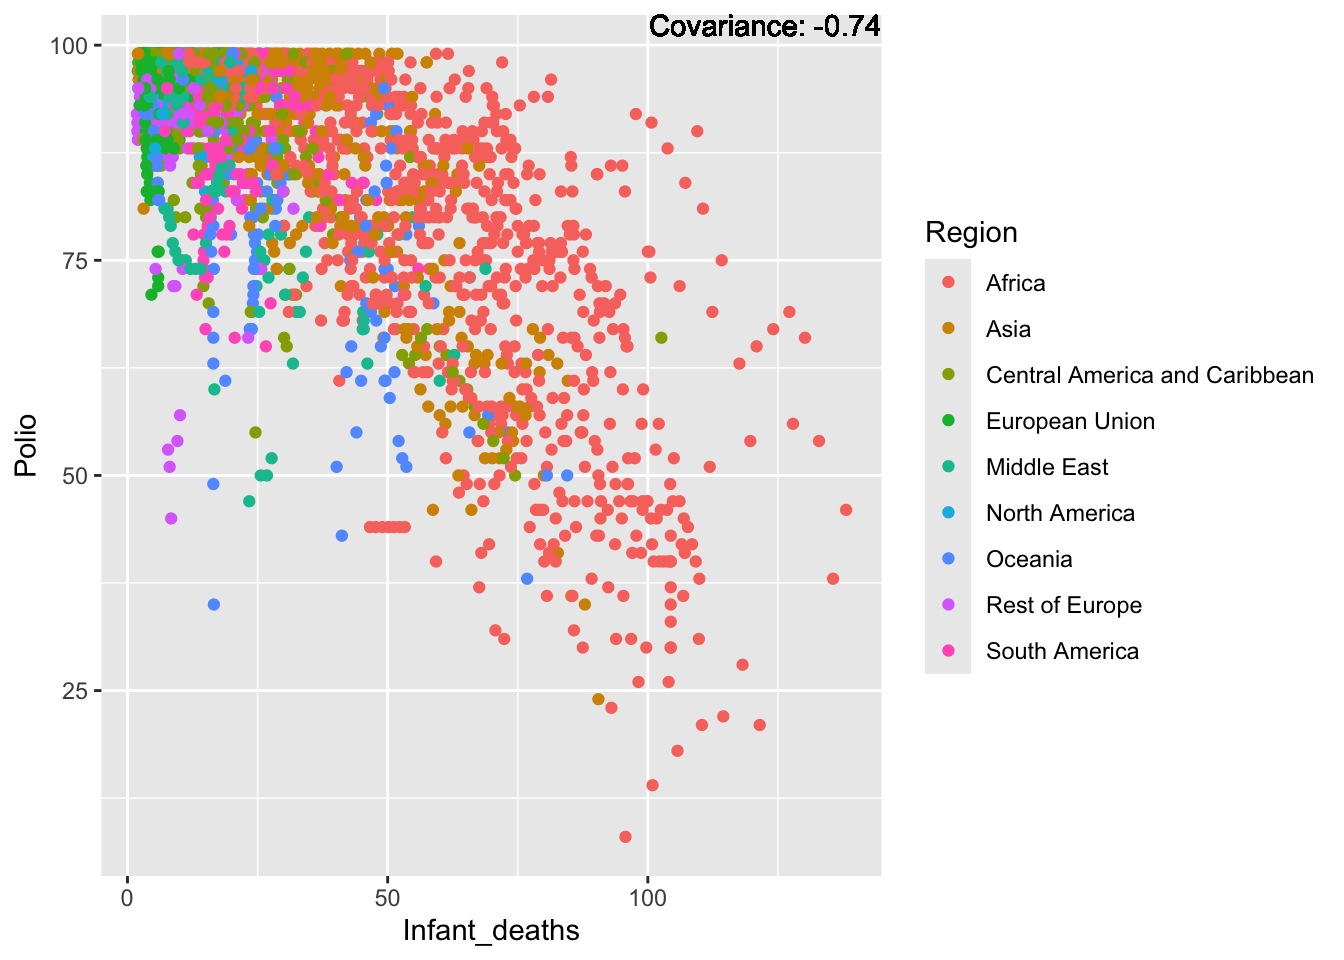 Covariance: -0.74
100
75
50
25
Polio
0
50
100
Infant_deaths
Region
Africa
Asia
Central America and Caribbean
European Union
Middle East
North America
Oceania
Rest of Europe
South America